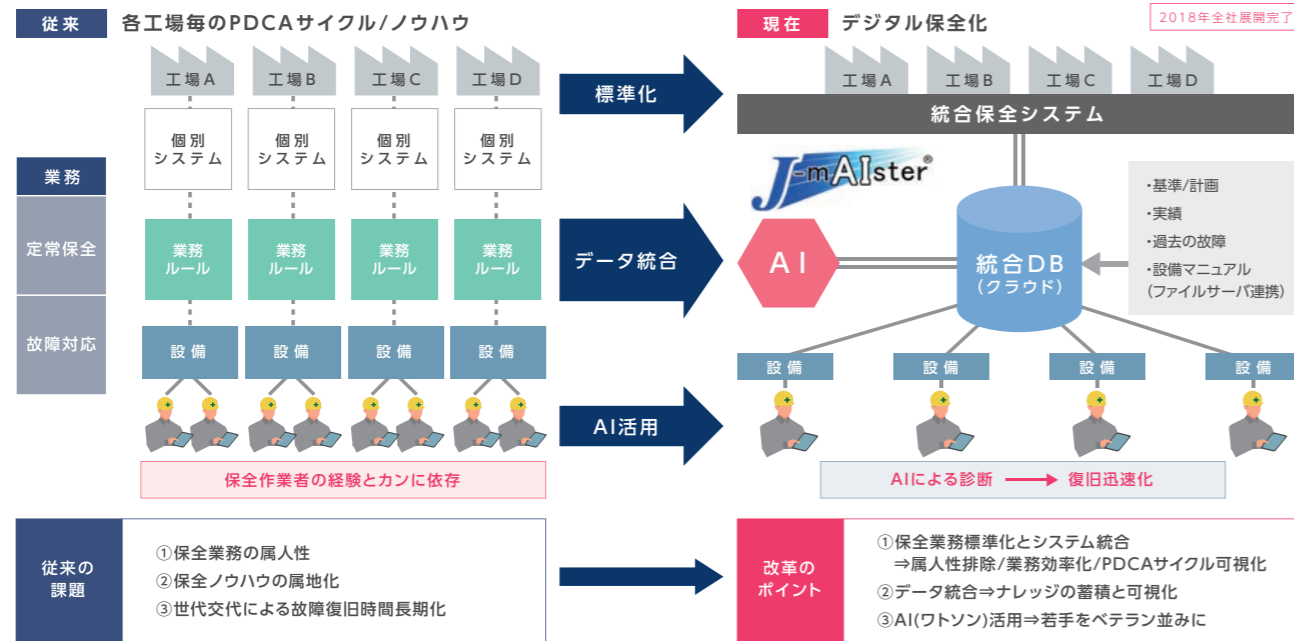 従来 各工場毎のPDCAサイクル/ノウハウ
工場A 工場B 工場C 工場D
個別 個別 個別 個別
システム システム システム システム
業務
定常保全
業務 業務 業務 業務
ルール ルール ルール ルール
故障対応
設備 設備 設備 設備
保全作業者の経験とカンに依存
標準化
データ統合
AI活用
現在 デジタル保全化
2018年全社展開完了
工場A 工場B 工場C 工場D
統合保全システム
J-mAIster®
AI
統合DB
(クラウド)
・基準/計画
・実績
・過去の故障
・設備マニュアル
(ファイルサーバ連携)
設備 設備 設備 設備
AIによる診断 → 復旧迅速化
従来の
課題
①保全業務の属人性
②保全ノウハウの属地化
③世代交代による故障復旧時間長期化
改革の
ポイント
①保全業務標準化とシステム統合
⇒属人性排除/業務効率化/PDCAサイクル可視化
②データ統合⇒ナレッジの蓄積と可視化
③AI(ワトソン)活用⇒若手をベテラン並みに